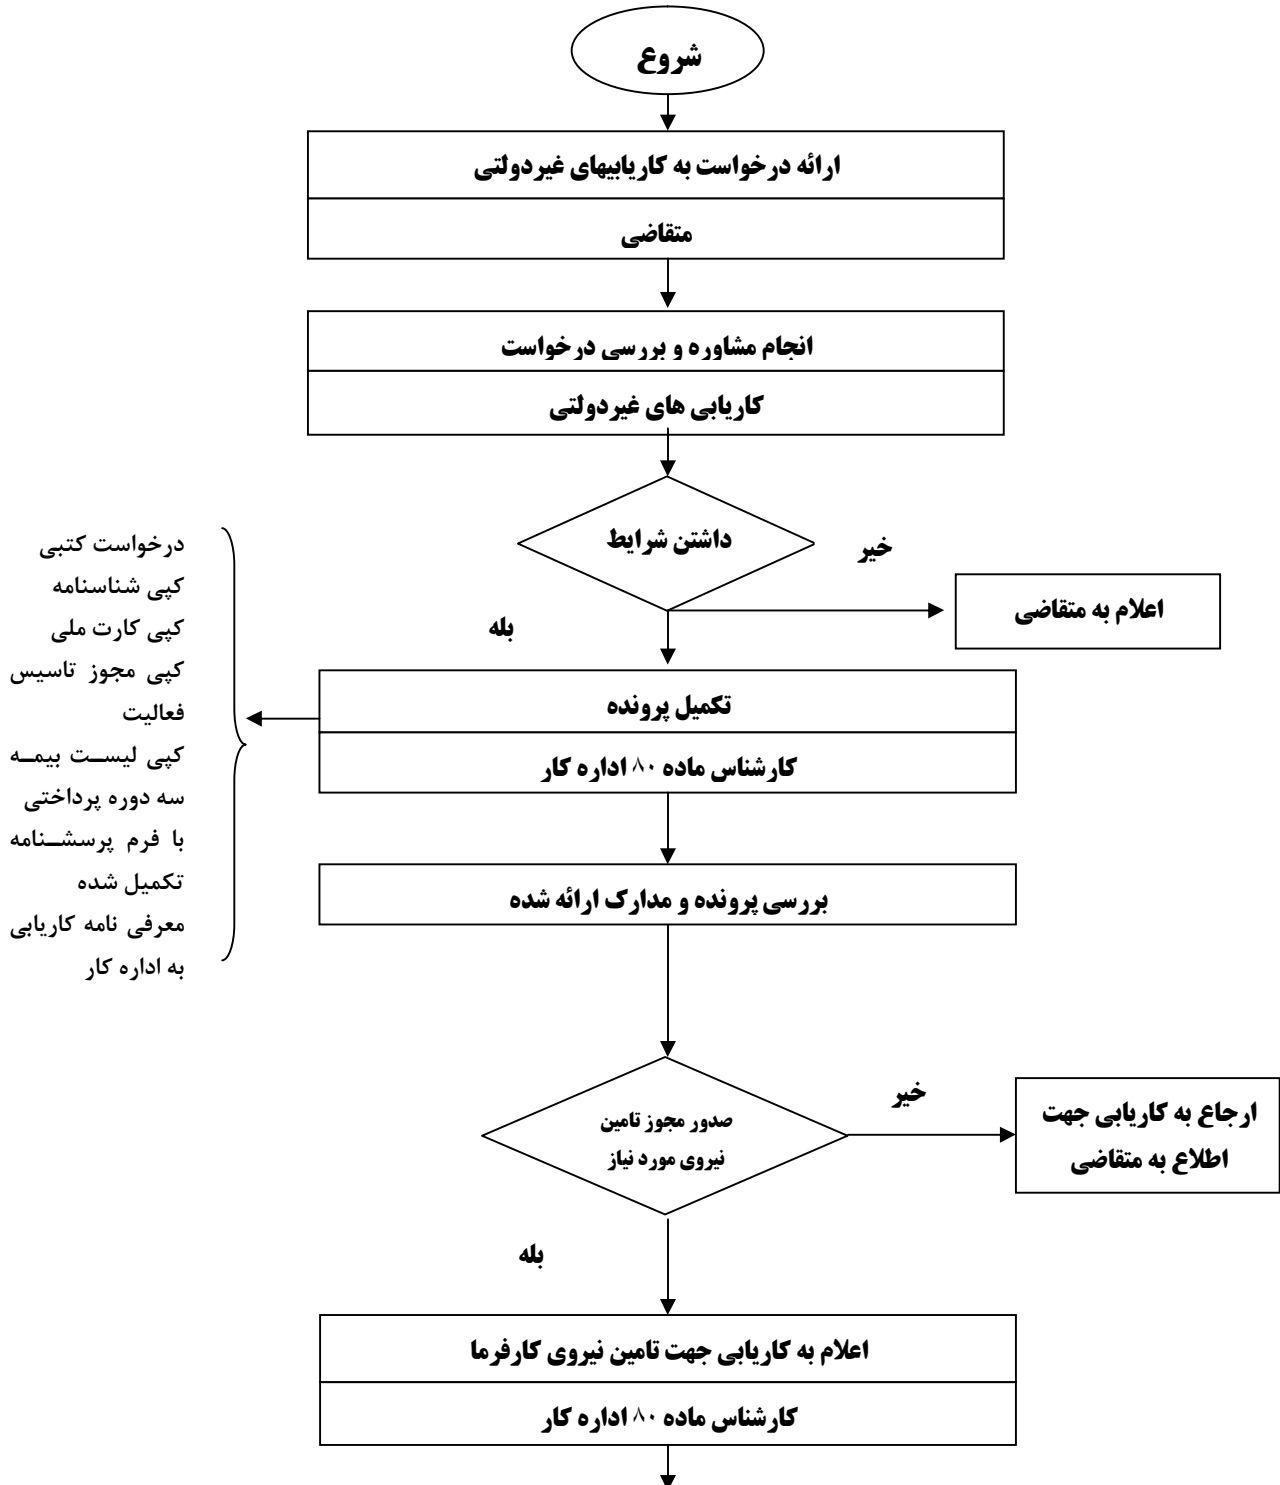 شروع
ارائه درخواست به کاریابیهای غیردولتی
متقاضی
انجام مشاوره و بررسی درخواست
کاریابی های غیردولتی
داشتن شرایط
خیر
اعلام به متقاضی
بله
تکمیل پرونده
کارشناس ماده ۸۰ اداره کار
درخواست کتبی
کپی شناسنامه
کپی کارت ملی
کپی مجوز تاسیس
فعالیت
کپی لیست بیمه
سه دوره پرداختی
با فرم پرسشنامه
تکمیل شده
معرفی نامه کاریابی
به اداره کار
بررسی پرونده و مدارک ارائه شده
صدور مجوز تامین
نیروی مورد نیاز
خیر
ارجاع به کاریابی جهت
اطلاع به متقاضی
بله
اعلام به کاریابی جهت تامین نیروی کارفرما
کارشناس ماده ۸۰ اداره کار